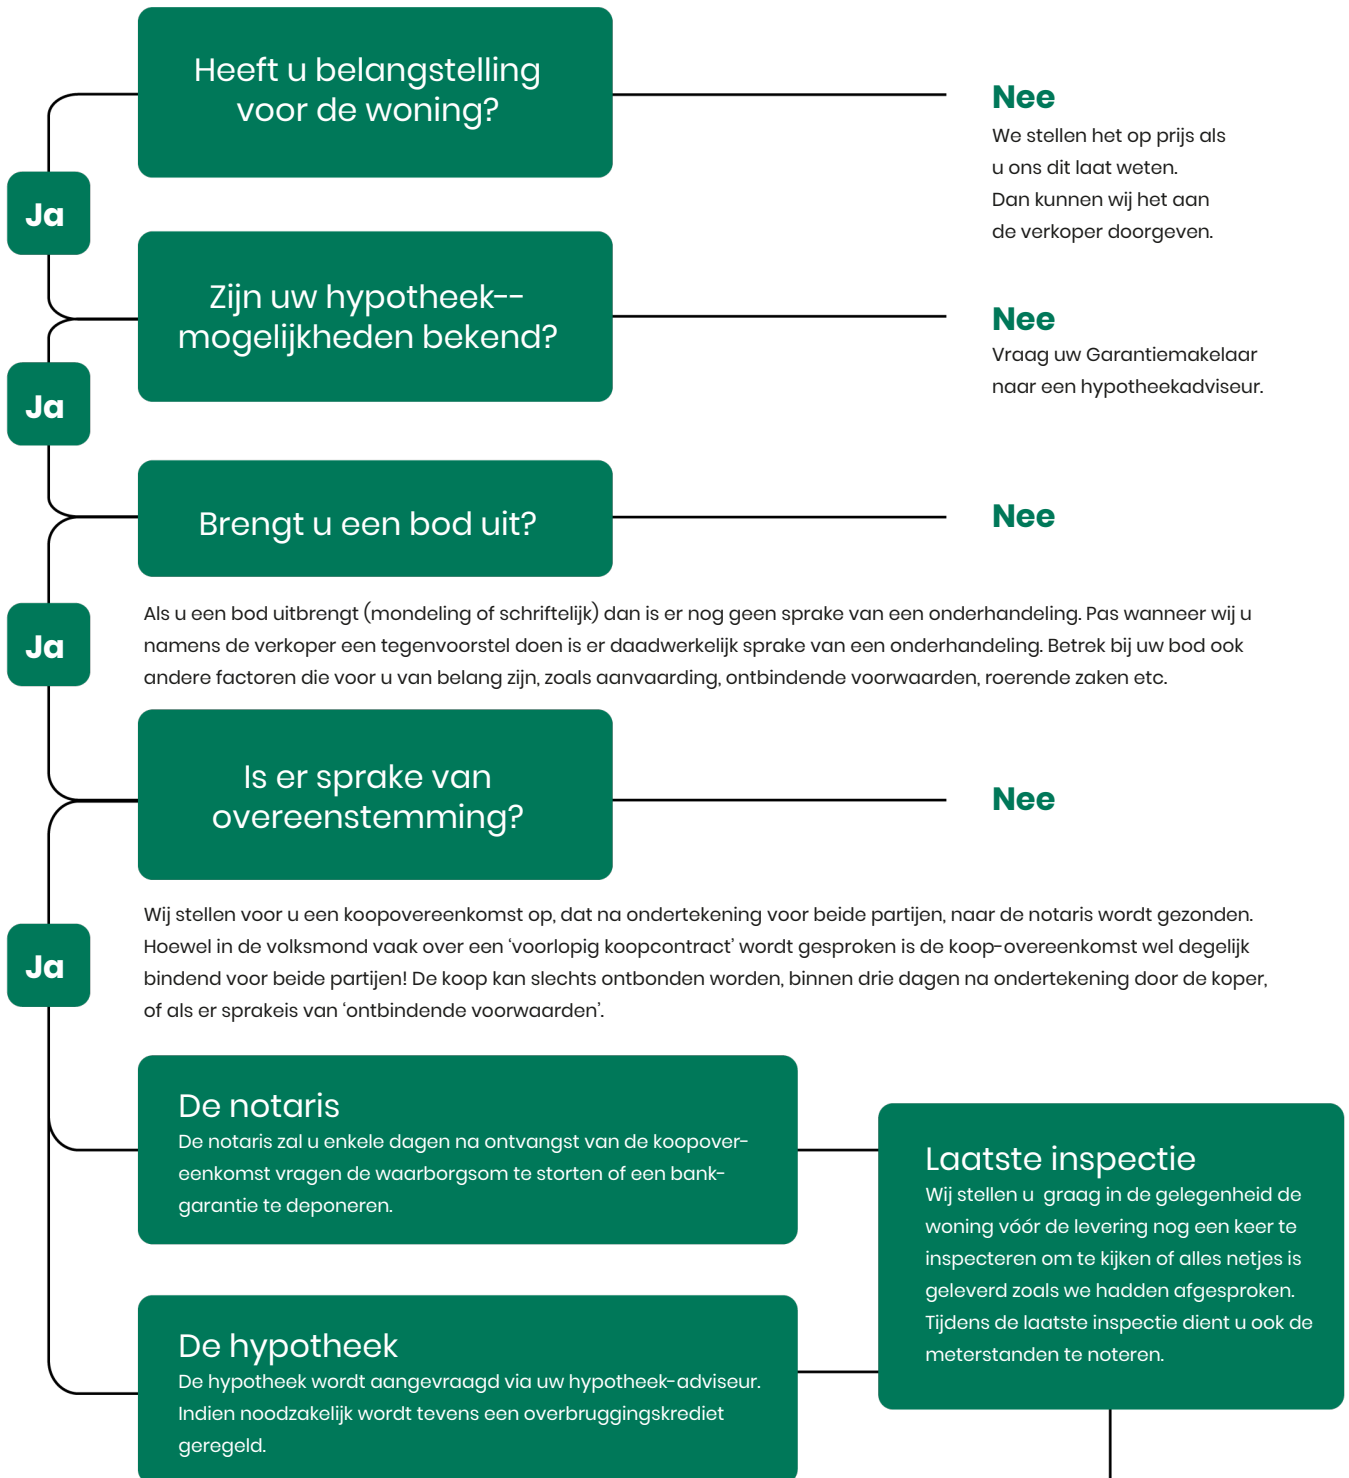 Heeft u belangstelling
voor de woning?
Nee
We stellen het op prijs als
u ons dit laat weten.
Dan kunnen wij het aan
de verkoper doorgeven.
Ja
Zijn uw hypotheek--
mogelijkheden bekend?
Nee
Vraag uw Garantiemakelaar
naar een hypotheekadviseur.
Ja
Brengt u een bod uit?
Nee
Ja
Als u een bod uitbrengt (mondeling of schriftelijk) dan is er nog geen sprake van een onderhandeling. Pas wanneer wij u
namens de verkoper een tegenvoorstel doen is er daadwerkelijk sprake van een onderhandeling. Betrek bij uw bod ook
andere factoren die voor u van belang zijn, zoals aanvaarding, ontbindende voorwaarden, roerende zaken etc.
Is er sprake van
overeenstemming?
Nee
Ja
Wij stellen voor u een koopovereenkomst op, dat na ondertekening voor beide partijen, naar de notaris wordt gezonden.
Hoewel in de volksmond vaak over een ‘voorlopig koopcontract’ wordt gesproken is de koop-overeenkomst wel degelijk
bindend voor beide partijen! De koop kan slechts ontbonden worden, binnen drie dagen na ondertekening door de koper,
of als er sprakeis van ‘ontbindende voorwaarden’.
De notaris
De notaris zal u enkele dagen na ontvangst van de koopover-
eenkomst vragen de waarborgsom te storten of een bank-
garantie te deponeren.
Laatste inspectie
Wij stellen u  graag in de gelegenheid de
woning vóór de levering nog een keer te
inspecteren om te kijken of alles netjes is
geleverd zoals we hadden afgesproken.
Tijdens de laatste inspectie dient u ook de
meterstanden te noteren.
De hypotheek
De hypotheek wordt aangevraagd via uw hypotheek-adviseur.
Indien noodzakelijk wordt tevens een overbruggingskrediet
geregeld.